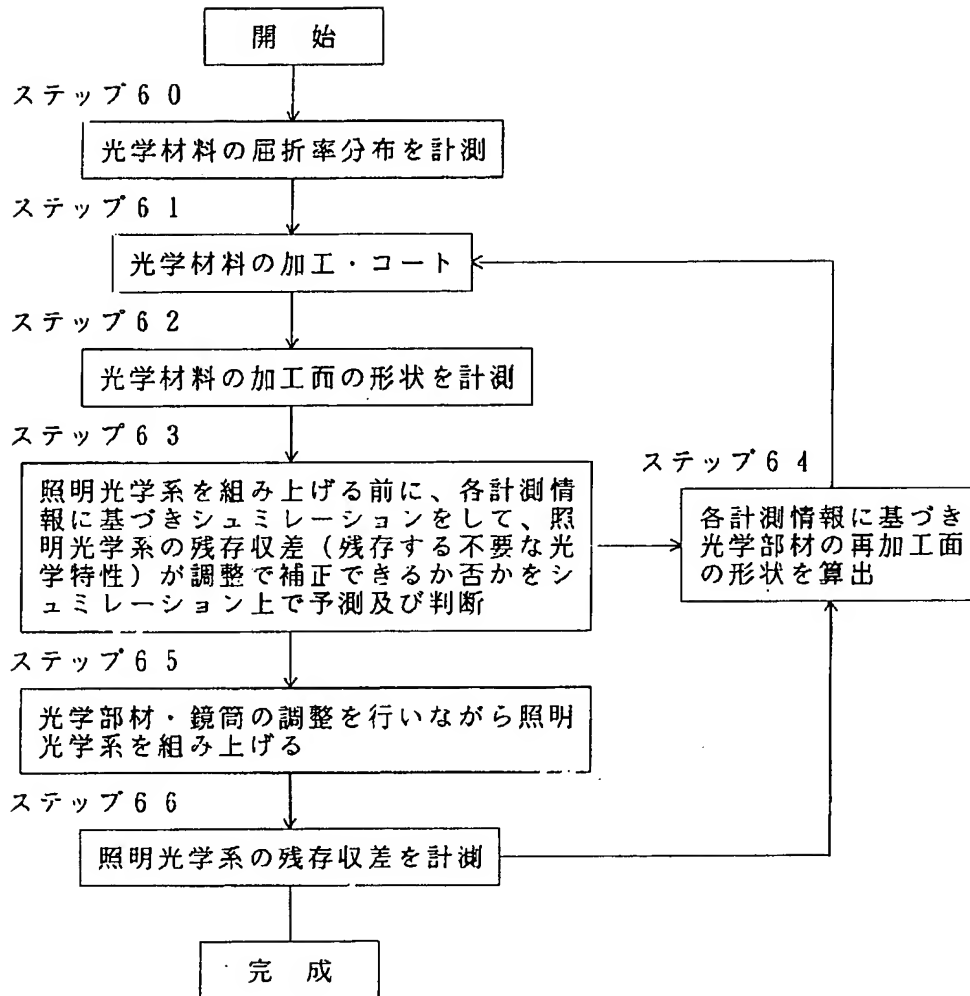 開 始
ステップ60
光学材料の屈折率分布を計測
ステップ61
光学材料の加工・コート
ステップ62
光学材料の加工面の形状を計測
ステップ63
照明光学系を組み上げる前に、各計測情
報に基づきシュミレーションをして、照
明光学系の残存収差（残存する不要な光
学特性）が調整で補正できるか否かをシ
ュミレーション上で予測及び判断
ステップ64
各計測情報に基づき
光学部材の再加工面
の形状を算出
ステップ65
光学部材・鏡筒の調整を行いながら照明
光学系を組み上げる
ステップ66
照明光学系の残存収差を計測
完 成